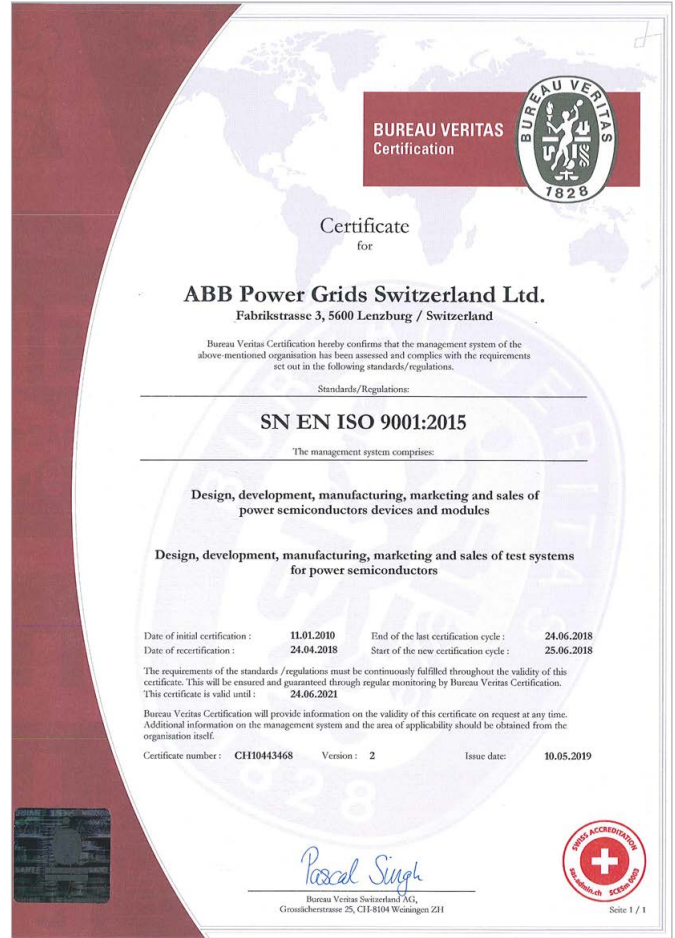 BUREAU VERITAS
Certification
BUREAU VERITAS
1828
Certificate
for
ABB Power Grids Switzerland Ltd.
Fabrikstrasse 3, 5600 Lenzburg / Switzerland
Bureau Veritas Certification hereby confirms that the management system of the
above-mentioned organisation has been assessed and complies with the requirements
set out in the following standards/regulations.
Standards/Regulations:
SN EN ISO 9001:2015
The management system comprises:
Design, development, manufacturing, marketing and sales of
power semiconductors devices and modules
Design, development, manufacturing, marketing and sales of test systems
for power semiconductors
Date of initial certification : 11.01.2010 End of the last certification cycle : 24.06.2018
Date of recertification : 24.04.2018 Start of the new certification cycle : 25.06.2018
The requirements of the standards /regulations must be continuously fulfilled throughout the validity of this
certificate. This will be ensured and guaranteed through regular monitoring by Bureau Veritas Certification.
This certificate is valid until : 24.06.2021
Bureau Veritas Certification will provide information on the validity of this certificate on request at any time.
Additional information on the management system and the area of applicability should be obtained from the
organisation itself.
Certificate number : CH10443468 Version : 2 Issue date: 10.05.2019
Pascal Singh
Bureau Veritas Switzerland AG,
Grossächerstrasse 25, CH-8104 Weiningen ZH
SWISS ACCREDITATION
sas.admin.ch SCESm 0003
Seite 1 / 1